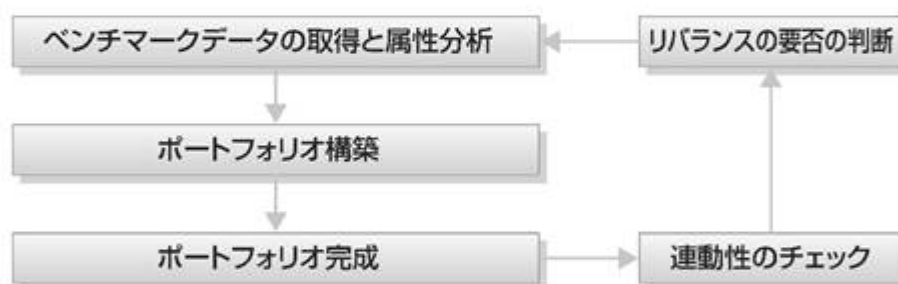 ベンチマークデータの取得と属性分析
リバランスの要否の判断
ポートフォリオ構築
ポートフォリオ完成
連動性のチェック